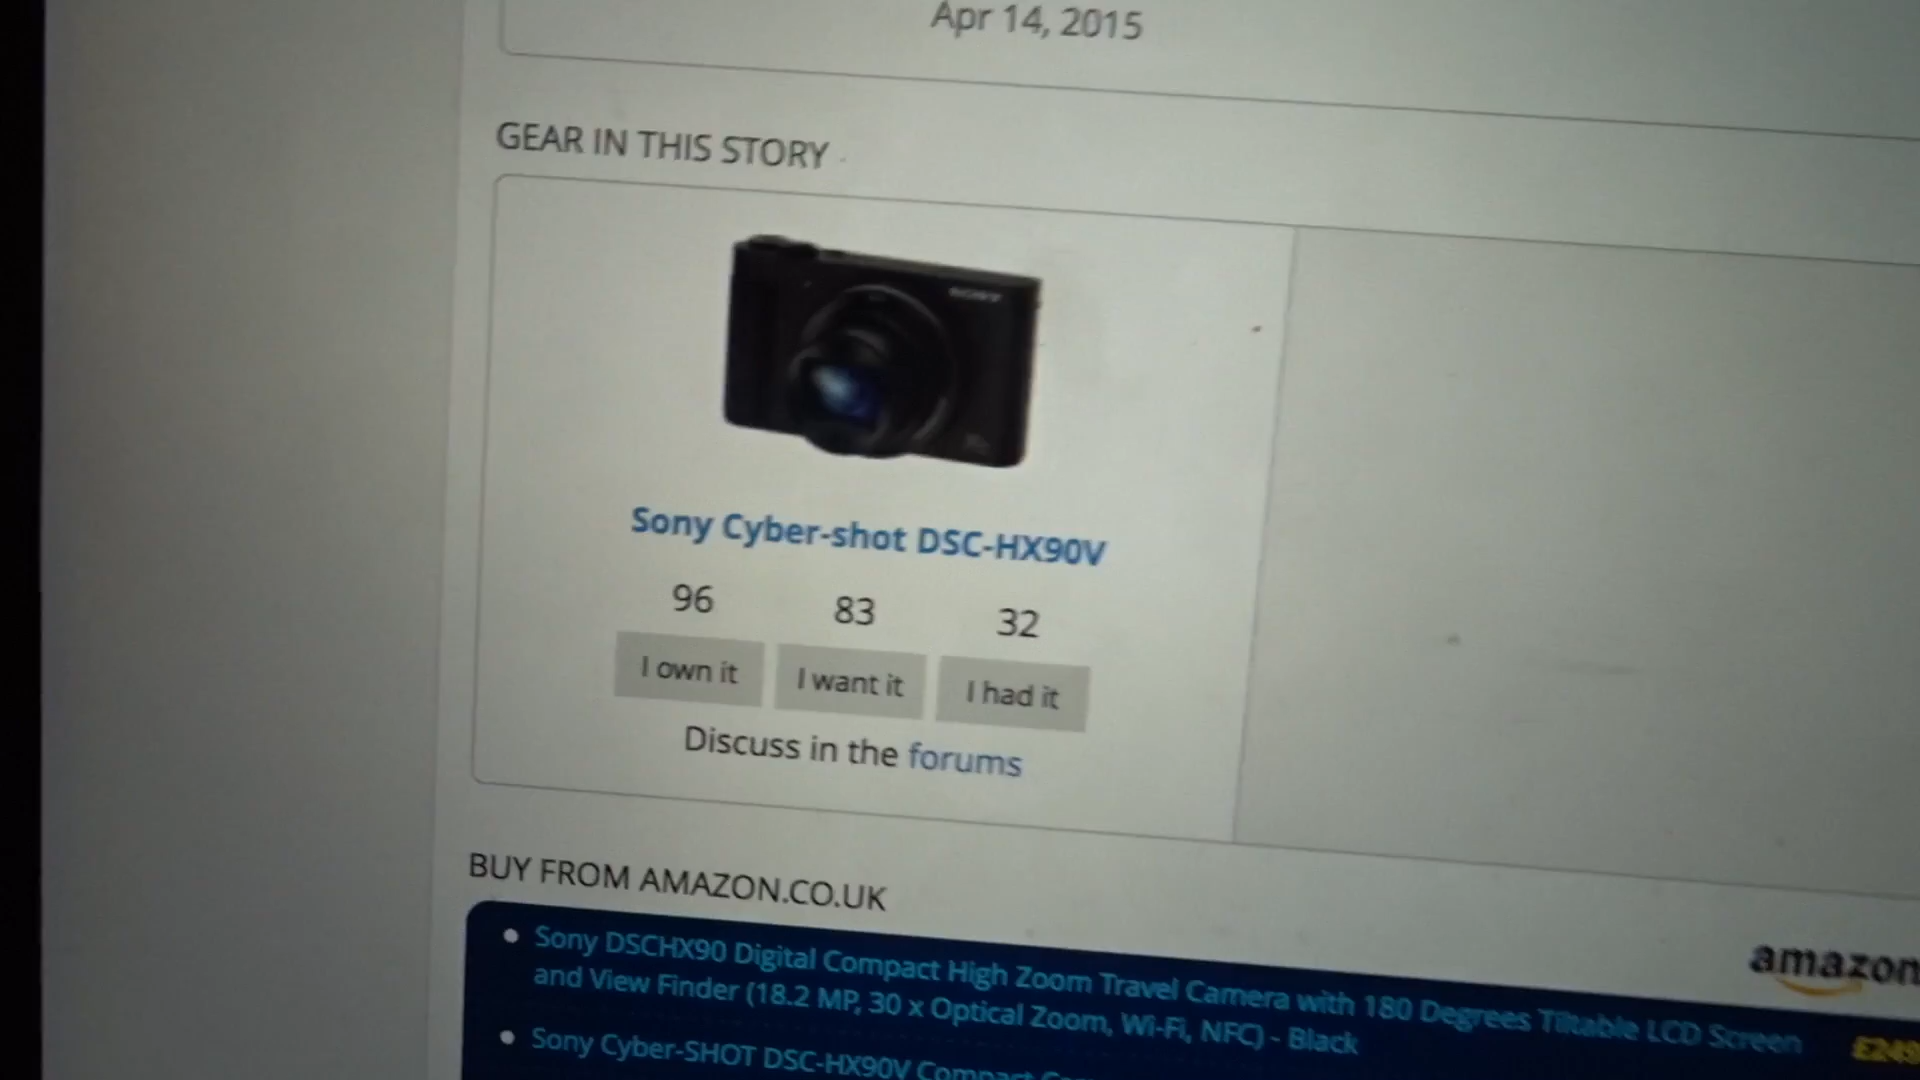 Apr 14, 2015
GEAR IN THIS STORY
SONY
Sony Cyber-shot DSC-HX90V
96 83 32
I own it I want it I had it
Discuss in the forums
BUY FROM AMAZON.CO.UK
amazon
Sony DSCHX90 Digital Compact High Zoom Travel Camera with 180 Degrees Tiltable LCD Screen
and View Finder (18.2 MP, 30 x Optical Zoom, Wi-Fi, NFC) - Black
£249
Sony Cyber-SHOT DSC-HX90V Compact